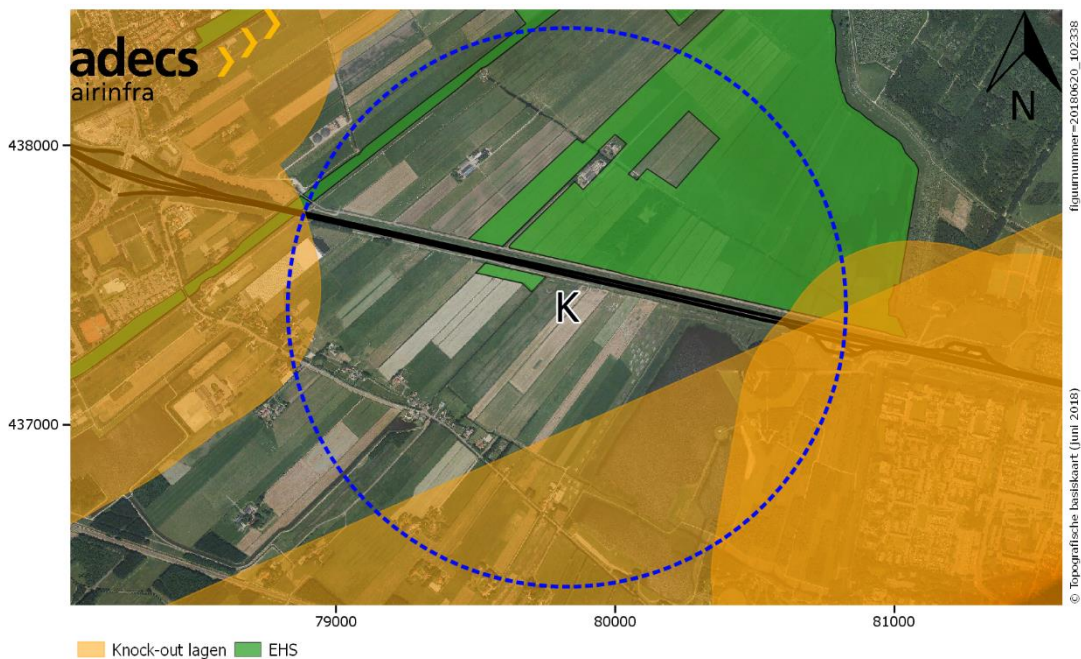 adecs
airinfra
N
figuurnummer=20180620_102338
438000
K
437000
© Topografische basiskaart (juni 2018)
79000
80000
81000
Knock-out lagen
EHS